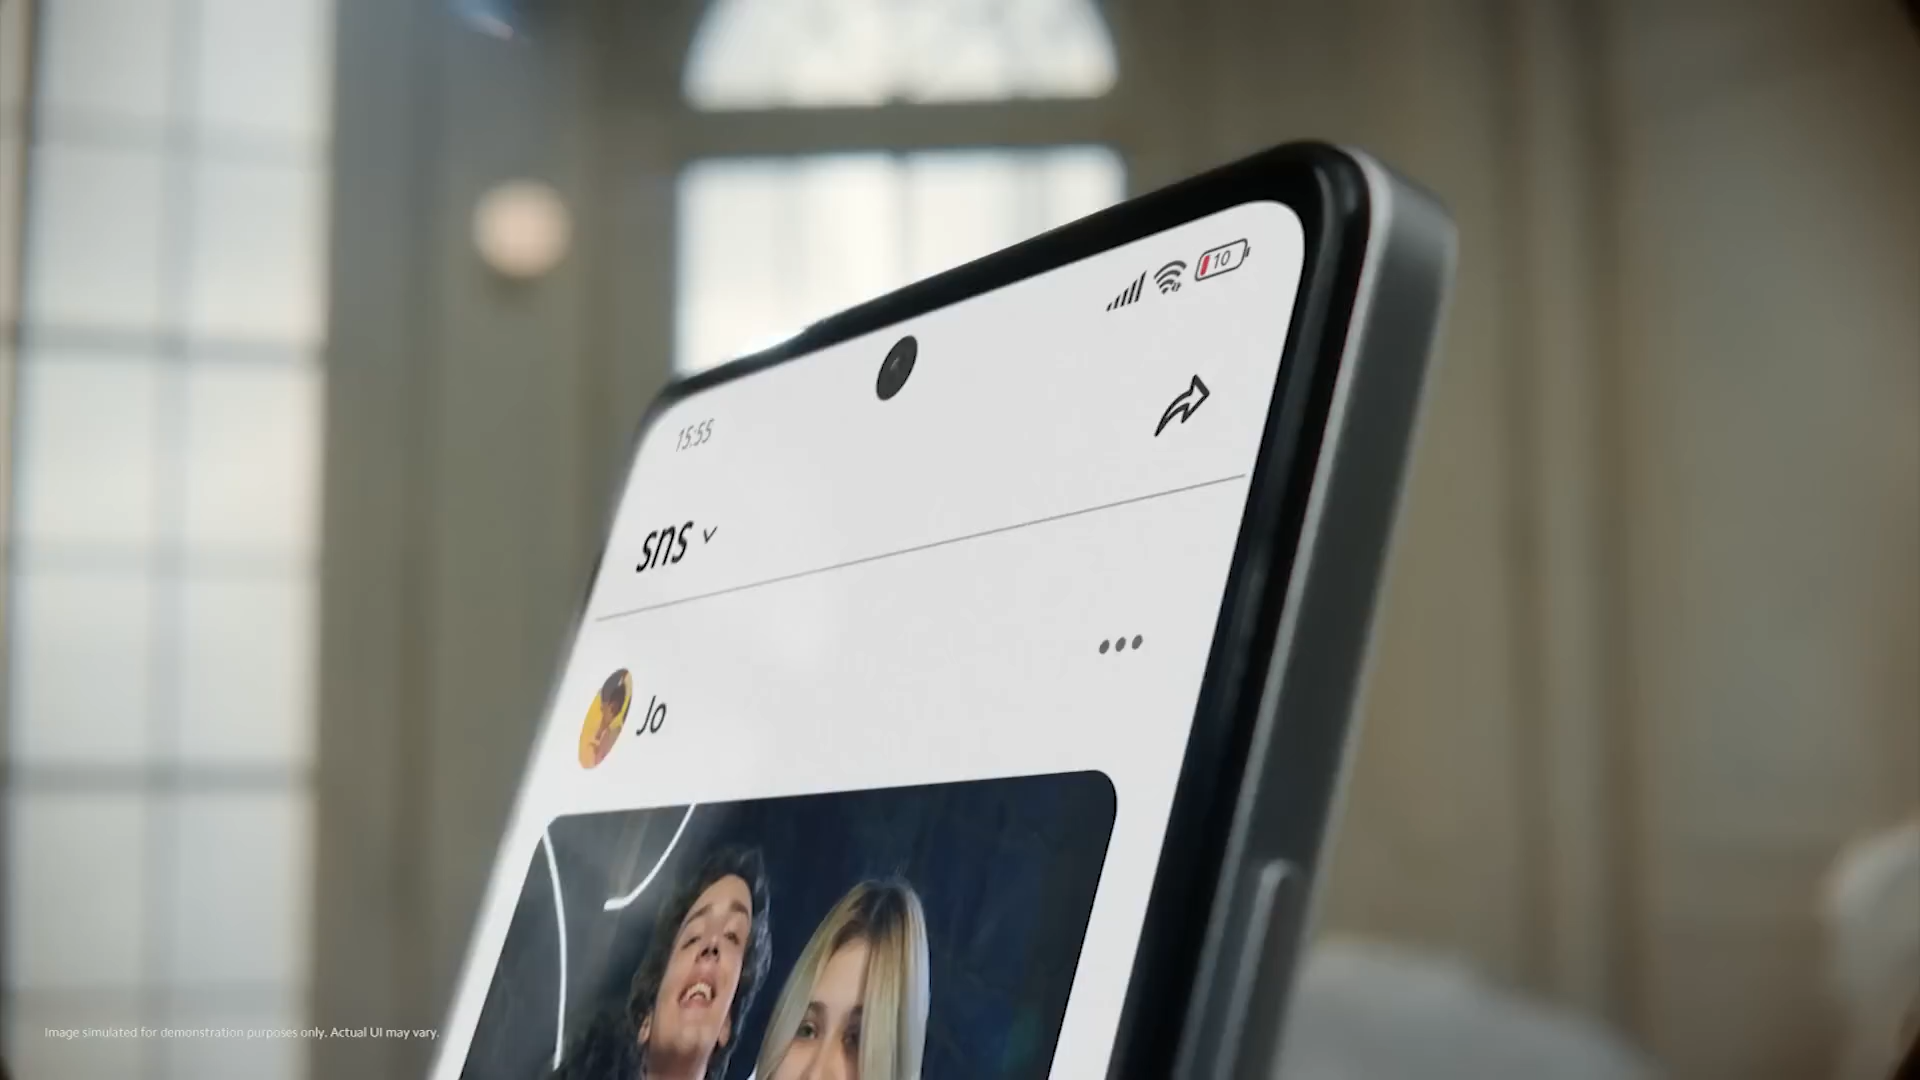 15:55
10
sns
Jo
Image simulated for demonstration purposes only. Actual UI may vary.